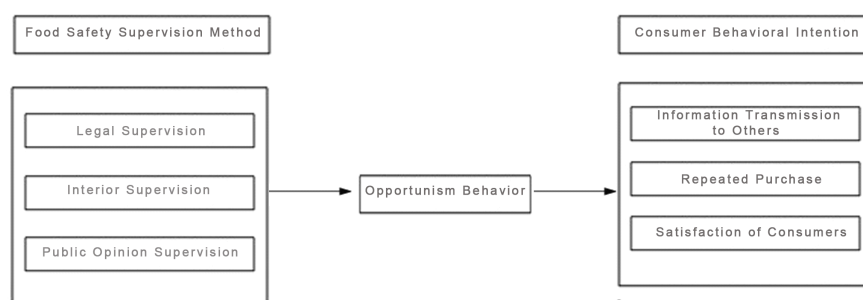 Food Safety Supervision Method
Consumer Behavioral Intention
Legal Supervision
Interior Supervision
Public Opinion Supervision
Opportunism Behavior
Information Transmission
to Others
Repeated Purchase
Satisfaction of Consumers